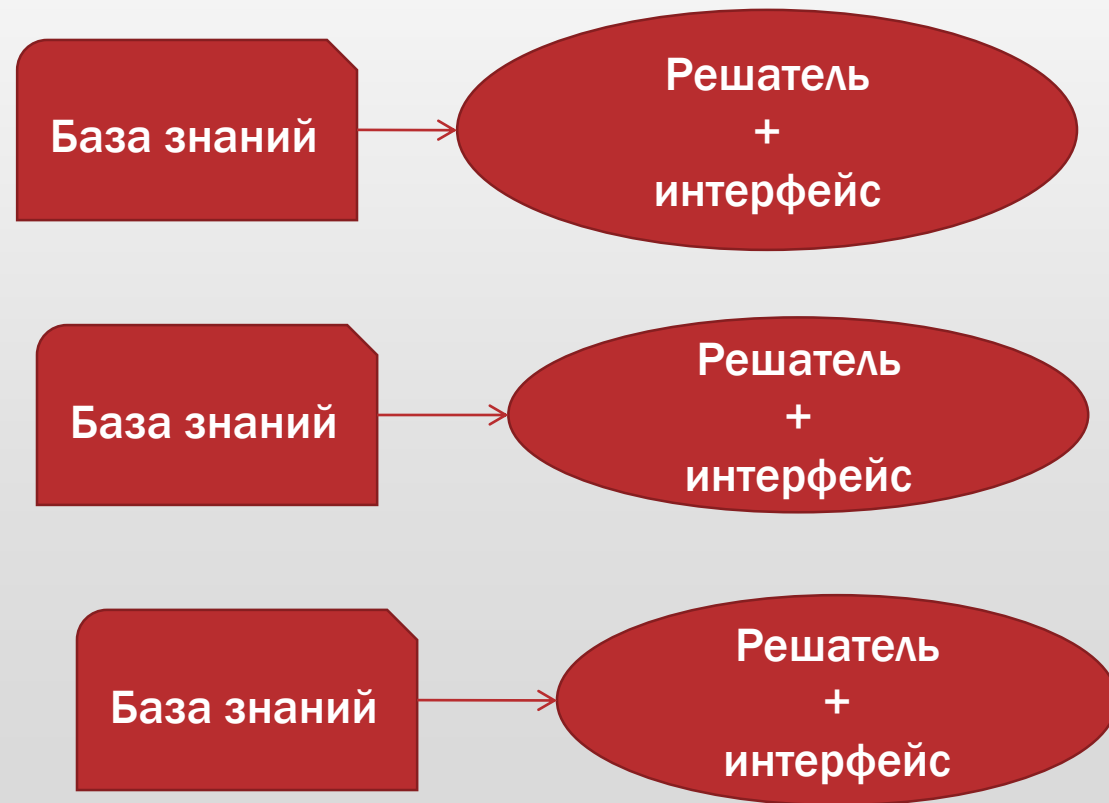 База знаний
Решатель
+
интерфейс
База знаний
Решатель
+
интерфейс
База знаний
Решатель
+
интерфейс